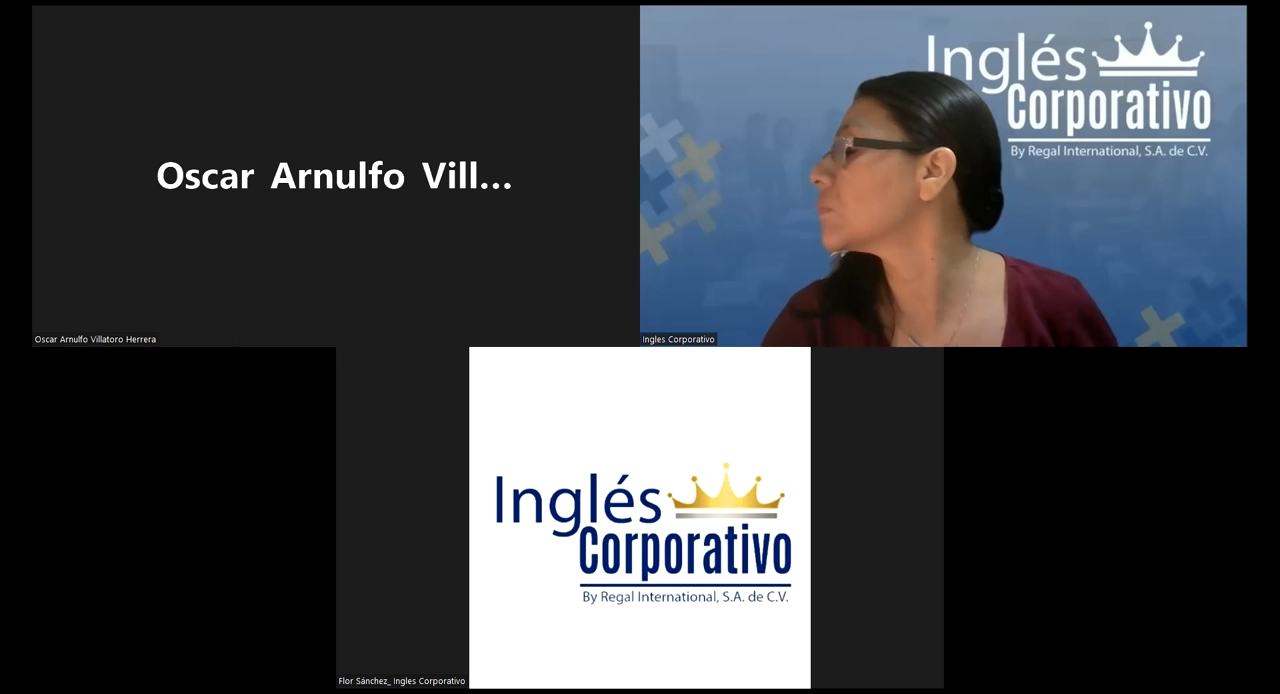 Oscar Arnulfo Vill...
Oscar Arnulfo Villatoro Herrera
Inglés
Corporativo
By Regal International, S.A. de C.V.
Ingles Corporativo
Inglés
Corporativo
By Regal International, S.A. de C.V.
Flor Sánchez_ Ingles Corporativo